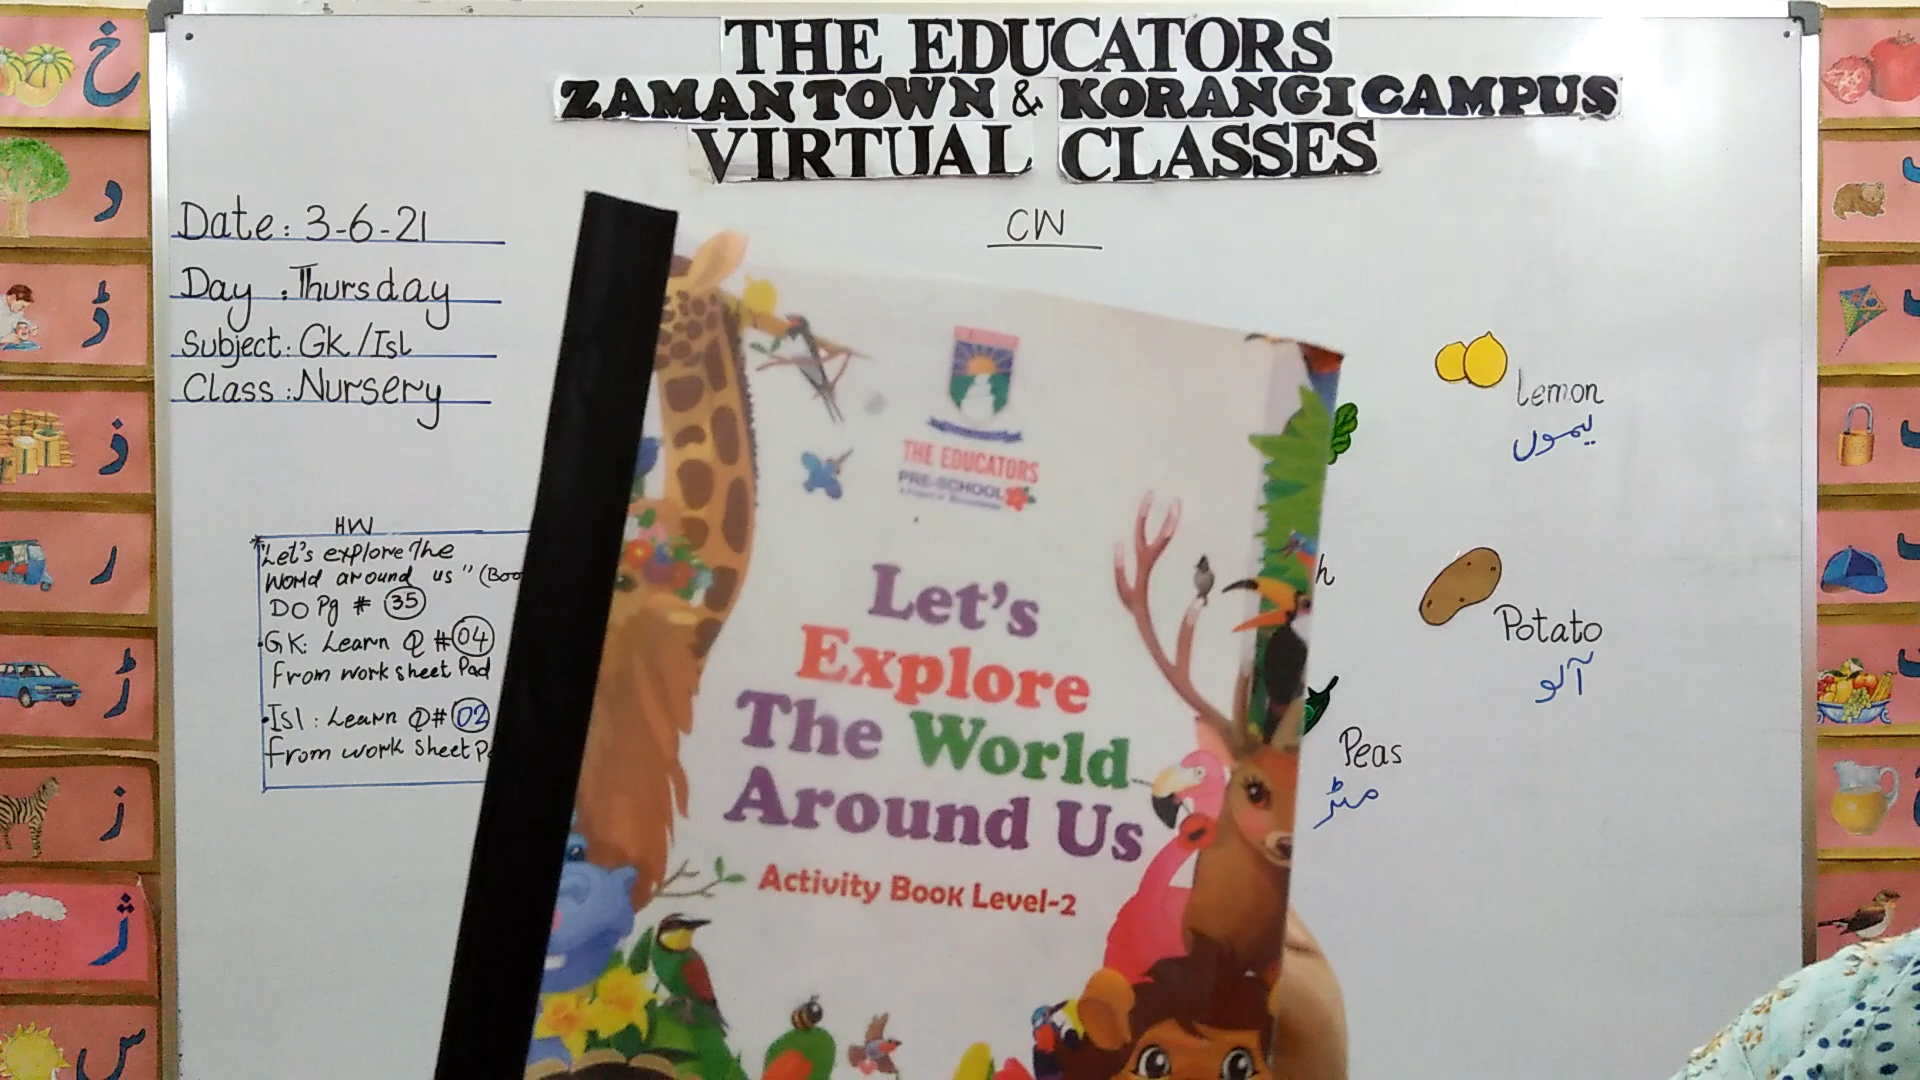 THE EDUCATORS
ZAMAN TOWN & KORANGI CAMPUS
VIRTUAL CLASSES
Date: 3-6-21
Day : Thursday
Subject: Gk/Isl
Class: Nursery
CW
HW
"Let's explore The
World around us" (Boo
DO Pg # 35
GK: Learn Q #04
From work sheet Pad
Isl: Learn Q# 02
From work sheet Pa
THE EDUCATORS
PRE-SCHOOL
Let's
Explore
The World
Around Us
Activity Book Level-2
Lemon
لیموں
h
Potato
آلو
Peas
مٹر
خ
د
ڈ
ذ
ر
ڑ
ز
ژ
س